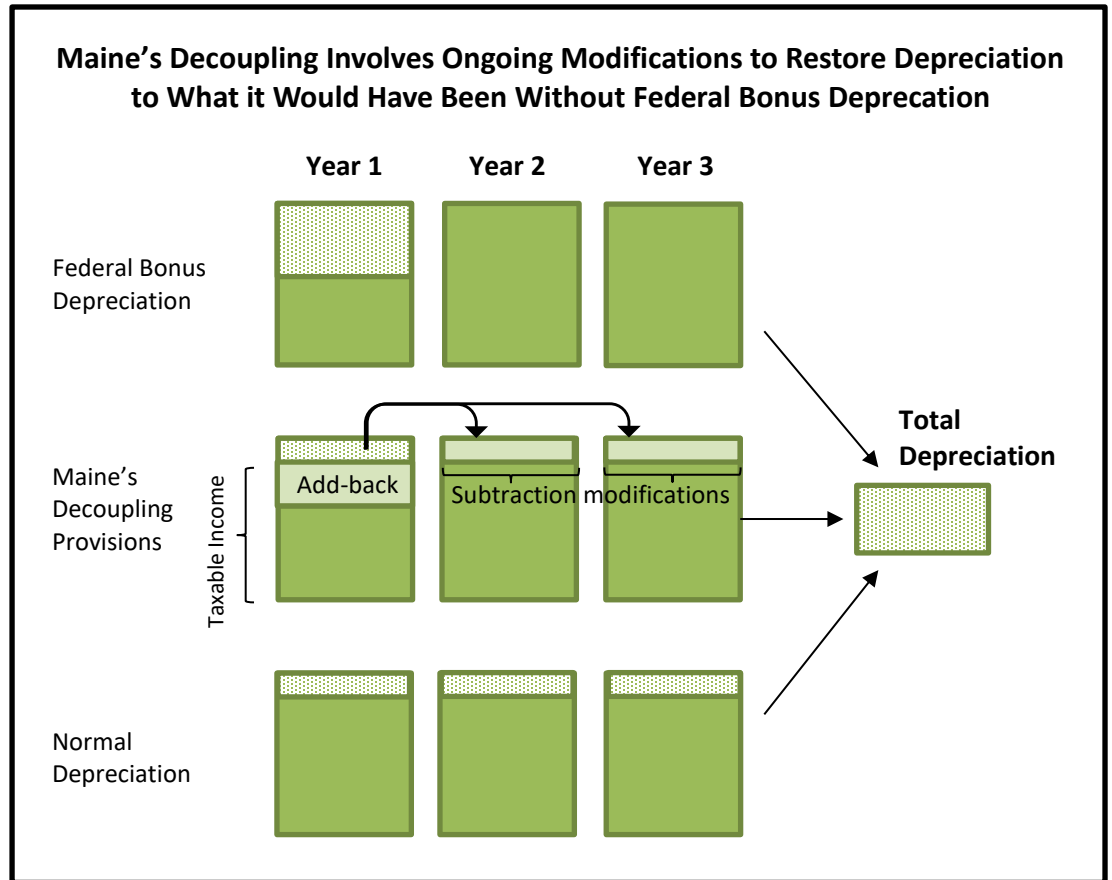 Maine's Decoupling Involves Ongoing Modifications to Restore Depreciation
to What it Would Have Been Without Federal Bonus Deprecation
Year 1
Year 2
Year 3
Federal Bonus
Depreciation
Maine's
Decoupling
Provisions
Taxable Income
Add-back
Subtraction modifications
Total
Depreciation
Normal
Depreciation